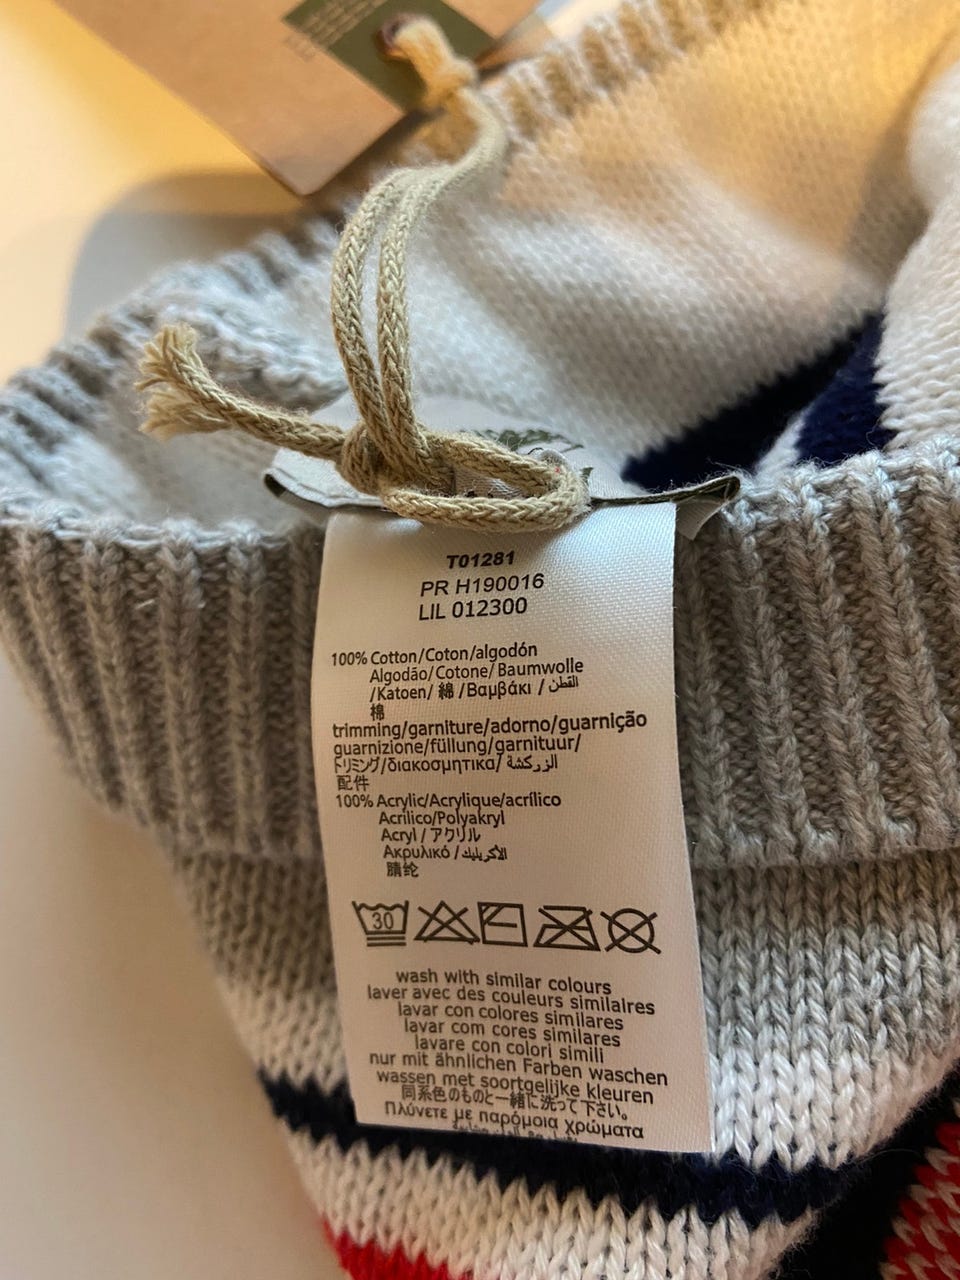 T01281
PR H190016
LIL 012300
100% Cotton/Coton/algodón
Algodão/Cotone/Baumwolle
/Katoen/ 綿 /Βαμβάκι / القطن
棉
trimming/garniture/adorno/guarnição
guarnizione/füllung/garnituur/
トリミング/διακοσμητικα/ الزركشة
配件
100% Acrylic/Acrylique/acrílico
Acrilico/Polyakryl
Acryl / アクリル
Ακρυλικό / الأكريليك
腈纶
30
wash with similar colours
laver avec des couleurs similaires
lavar con colores similares
lavar com cores similares
lavare con colori simili
nur mit ähnlichen Farben waschen
wassen met soortgelijke kleuren
同系色のものと一緒に洗って下さい。
Πλύνετε με παρόμοια χρώματα